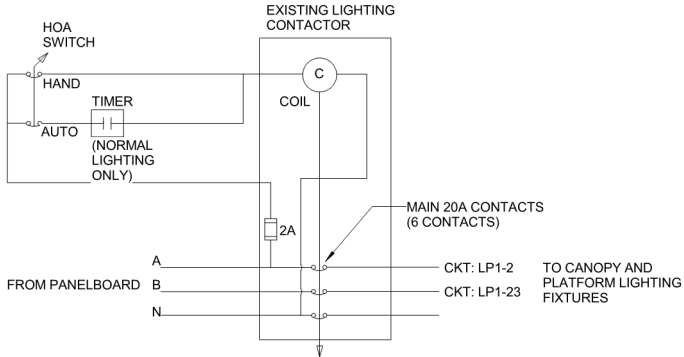 EXISTING LIGHTING
CONTACTOR
HOA
SWITCH
C
HAND
COIL
TIMER
AUTO
(NORMAL
LIGHTING
ONLY)
MAIN 20A CONTACTS
(6 CONTACTS)
2A
A
CKT: LP1-2
TO CANOPY AND
PLATFORM LIGHTING
FIXTURES
FROM PANELBOARD
B
CKT: LP1-23
N